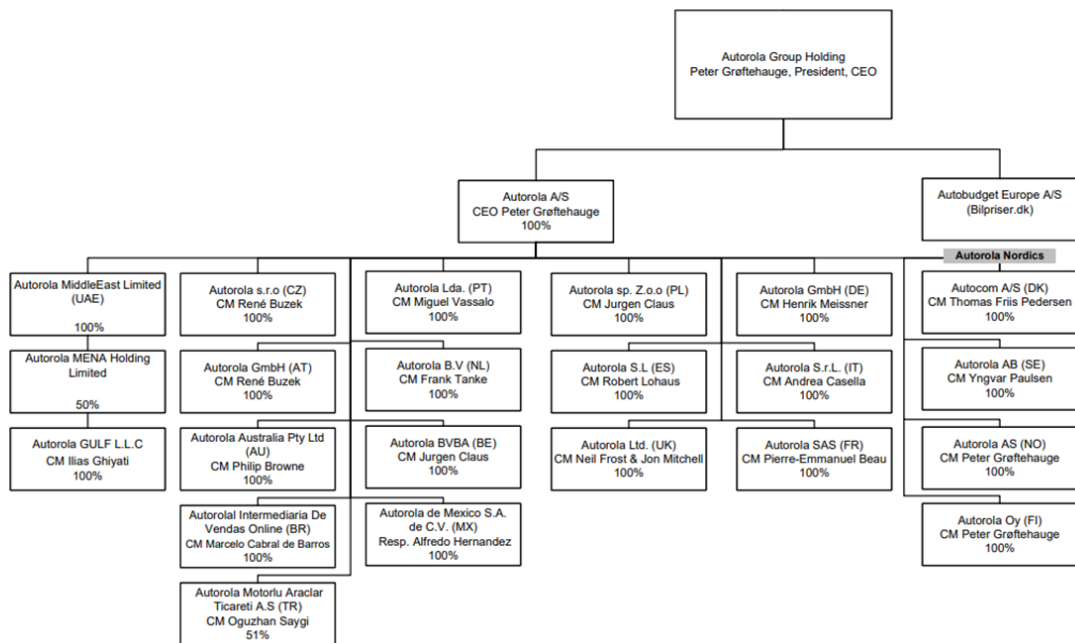 Autorola Group Holding
Peter Grøftehauge, President, CEO
Autorola A/S
CEO Peter Grøftehauge
100%
Autobudget Europe A/S
(Bilpriser.dk)
Autorola Nordics
Autorola MiddleEast Limited
(UAE)
100%
Autorola s.r.o (CZ)
CM René Buzek
100%
Autorola Lda. (PT)
CM Miguel Vassalo
100%
Autorola sp. Z.o.o (PL)
CM Jurgen Claus
100%
Autorola GmbH (DE)
CM Henrik Meissner
100%
Autocom A/S (DK)
CM Thomas Friis Pedersen
100%
Autorola MENA Holding
Limited
50%
Autorola GmbH (AT)
CM René Buzek
100%
Autorola B.V (NL)
CM Frank Tanke
100%
Autorola S.L (ES)
CM Robert Lohaus
100%
Autorola S.r.L. (IT)
CM Andrea Casella
100%
Autorola AB (SE)
CM Yngvar Paulsen
100%
Autorola GULF L.L.C
CM Ilias Ghiyati
100%
Autorola Australia Pty Ltd
(AU)
CM Philip Browne
100%
Autorola BVBA (BE)
CM Jurgen Claus
100%
Autorola Ltd. (UK)
CM Neil Frost & Jon Mitchell
100%
Autorola SAS (FR)
CM Pierre-Emmanuel Beau
100%
Autorola AS (NO)
CM Peter Grøftehauge
100%
Autorolal Intermediaria De
Vendas Online (BR)
CM Marcelo Cabral de Barros
100%
Autorola de Mexico S.A.
de C.V. (MX)
Resp. Alfredo Hernandez
100%
Autorola Oy (FI)
CM Peter Grøftehauge
100%
Autorola Motorlu Araclar
Ticareti A.S (TR)
CM Oguzhan Saygi
51%